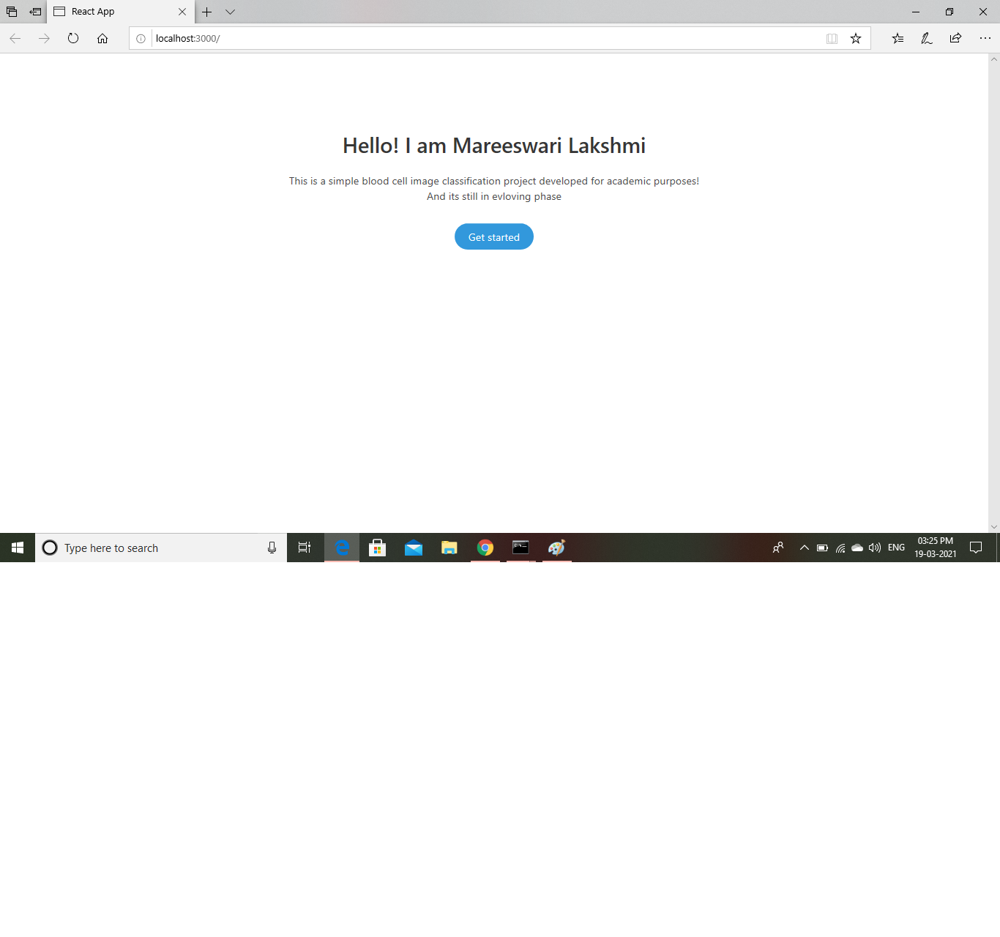 React App
localhost:3000/
Hello! I am Mareeswari Lakshmi
This is a simple blood cell image classification project developed for academic purposes!
And its still in evloving phase
Get started
Type here to search
ENG
03:25 PM
19-03-2021